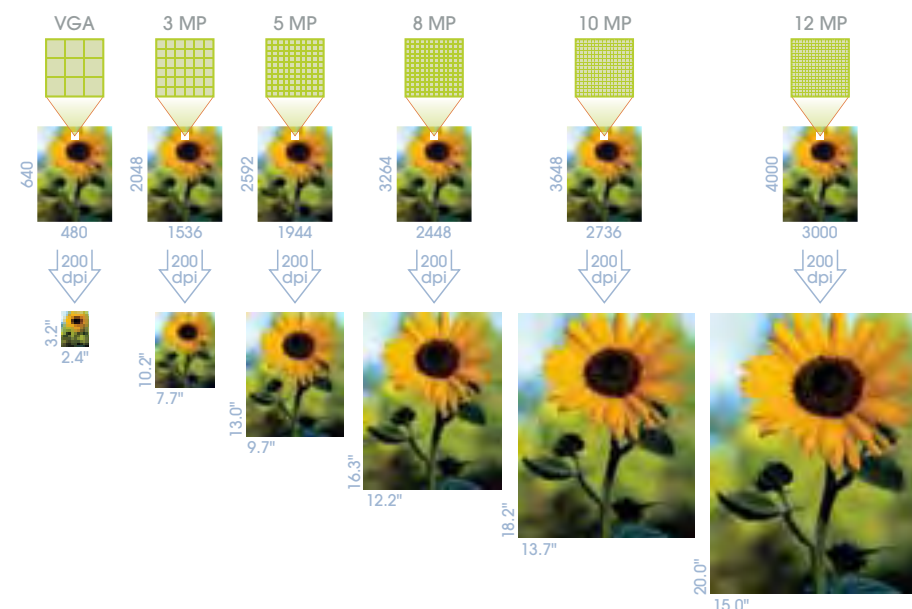 VGA 3 MP 5 MP 8 MP 10 MP 12 MP
640 2048 2592 3264 3648 4000
480 1536 1944 2448 2736 3000
200 200 200 200 200 200
dpi dpi dpi dpi dpi dpi
3.2"
2.4"
10.2"
7.7"
13.0"
9.7"
16.3"
12.2"
18.2"
13.7"
20.0"
15.0"